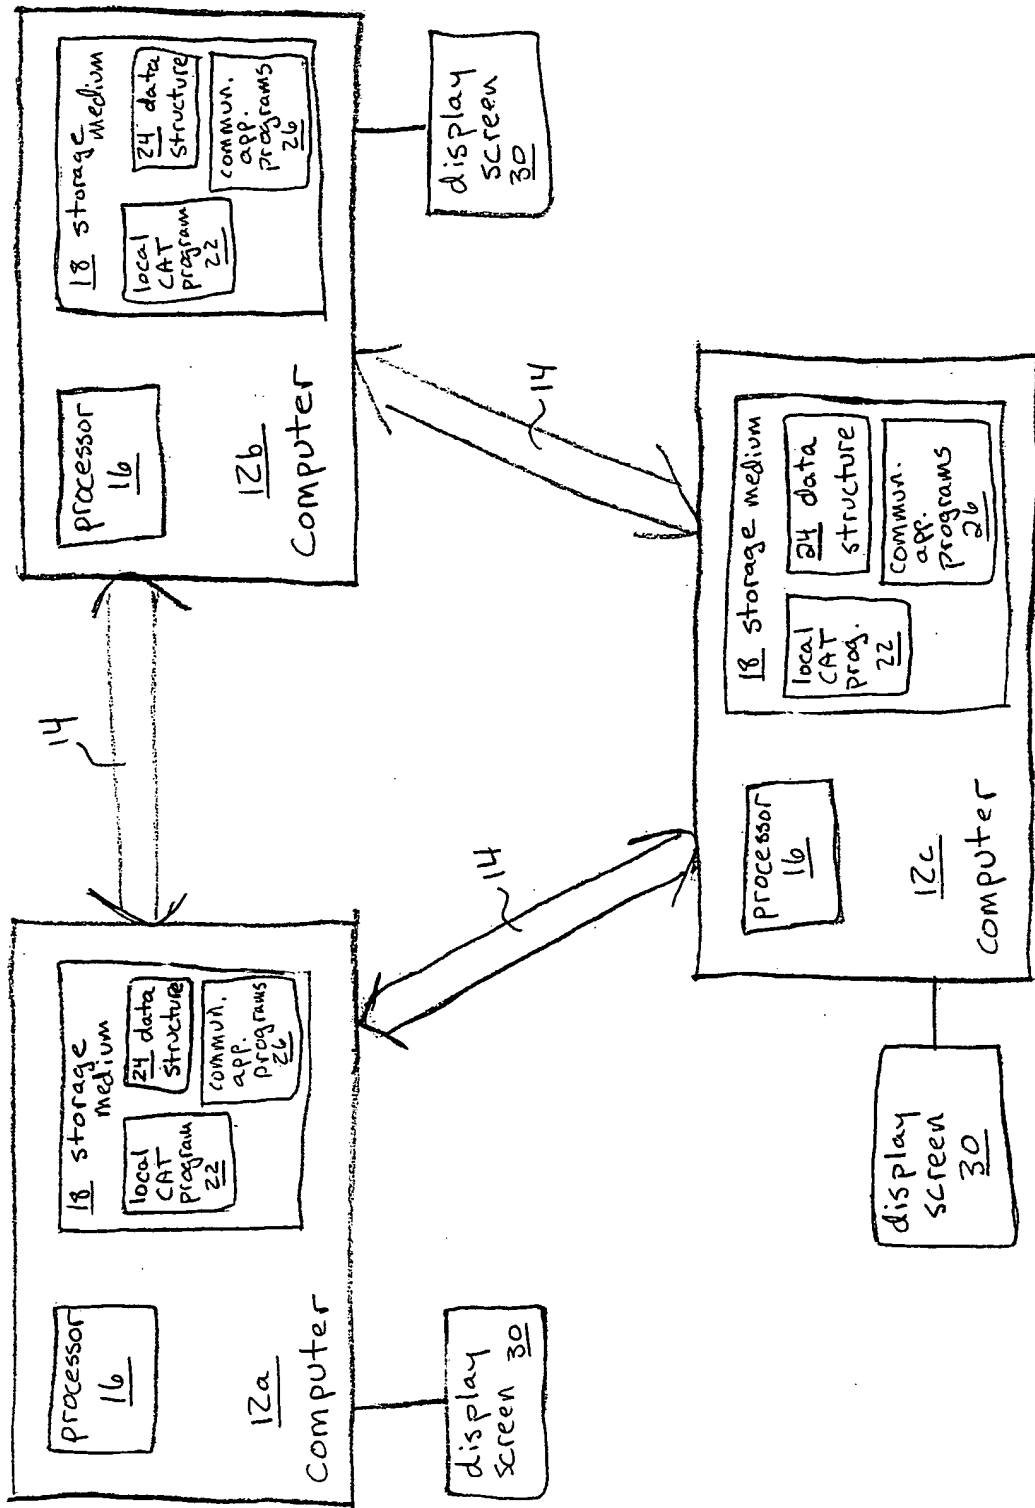 processor
16
18 storage
medium
local
CAT
program
22
24 data
structure
commun.
app.
programs
26
12a
computer
display
screen 30
14
processor
16
18 storage
medium
local
CAT
program
22
24 data
structure
commun.
app.
programs
26
12b
computer
display
screen
30
14
14
processor
16
18 storage medium
local
CAT
prog.
22
24 data
structure
commun.
app.
programs
26
12c
computer
display
screen
30